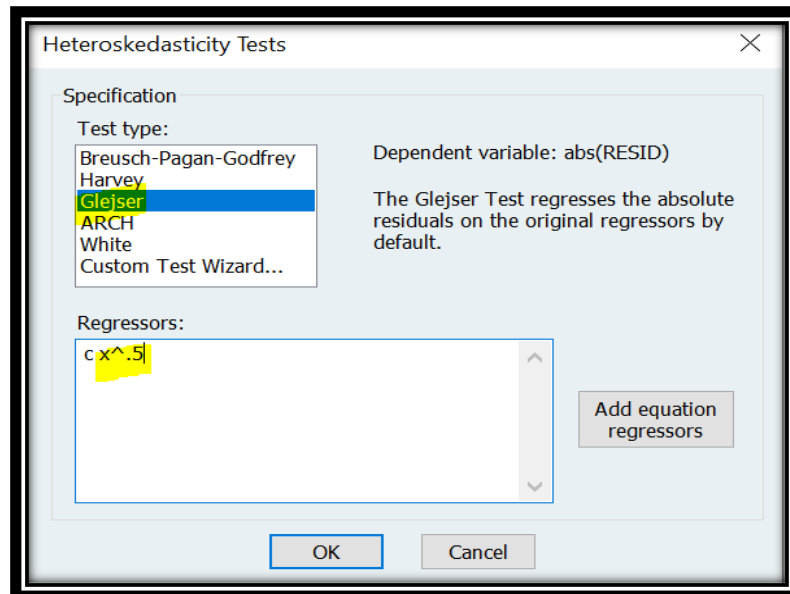 Heteroskedasticity Tests
Specification
Test type:
Breusch-Pagan-Godfrey
Harvey
Glejser
ARCH
White
Custom Test Wizard...
Dependent variable: abs(RESID)
The Glejser Test regresses the absolute
residuals on the original regressors by
default.
Regressors:
c x^.5
Add equation
regressors
OK
Cancel